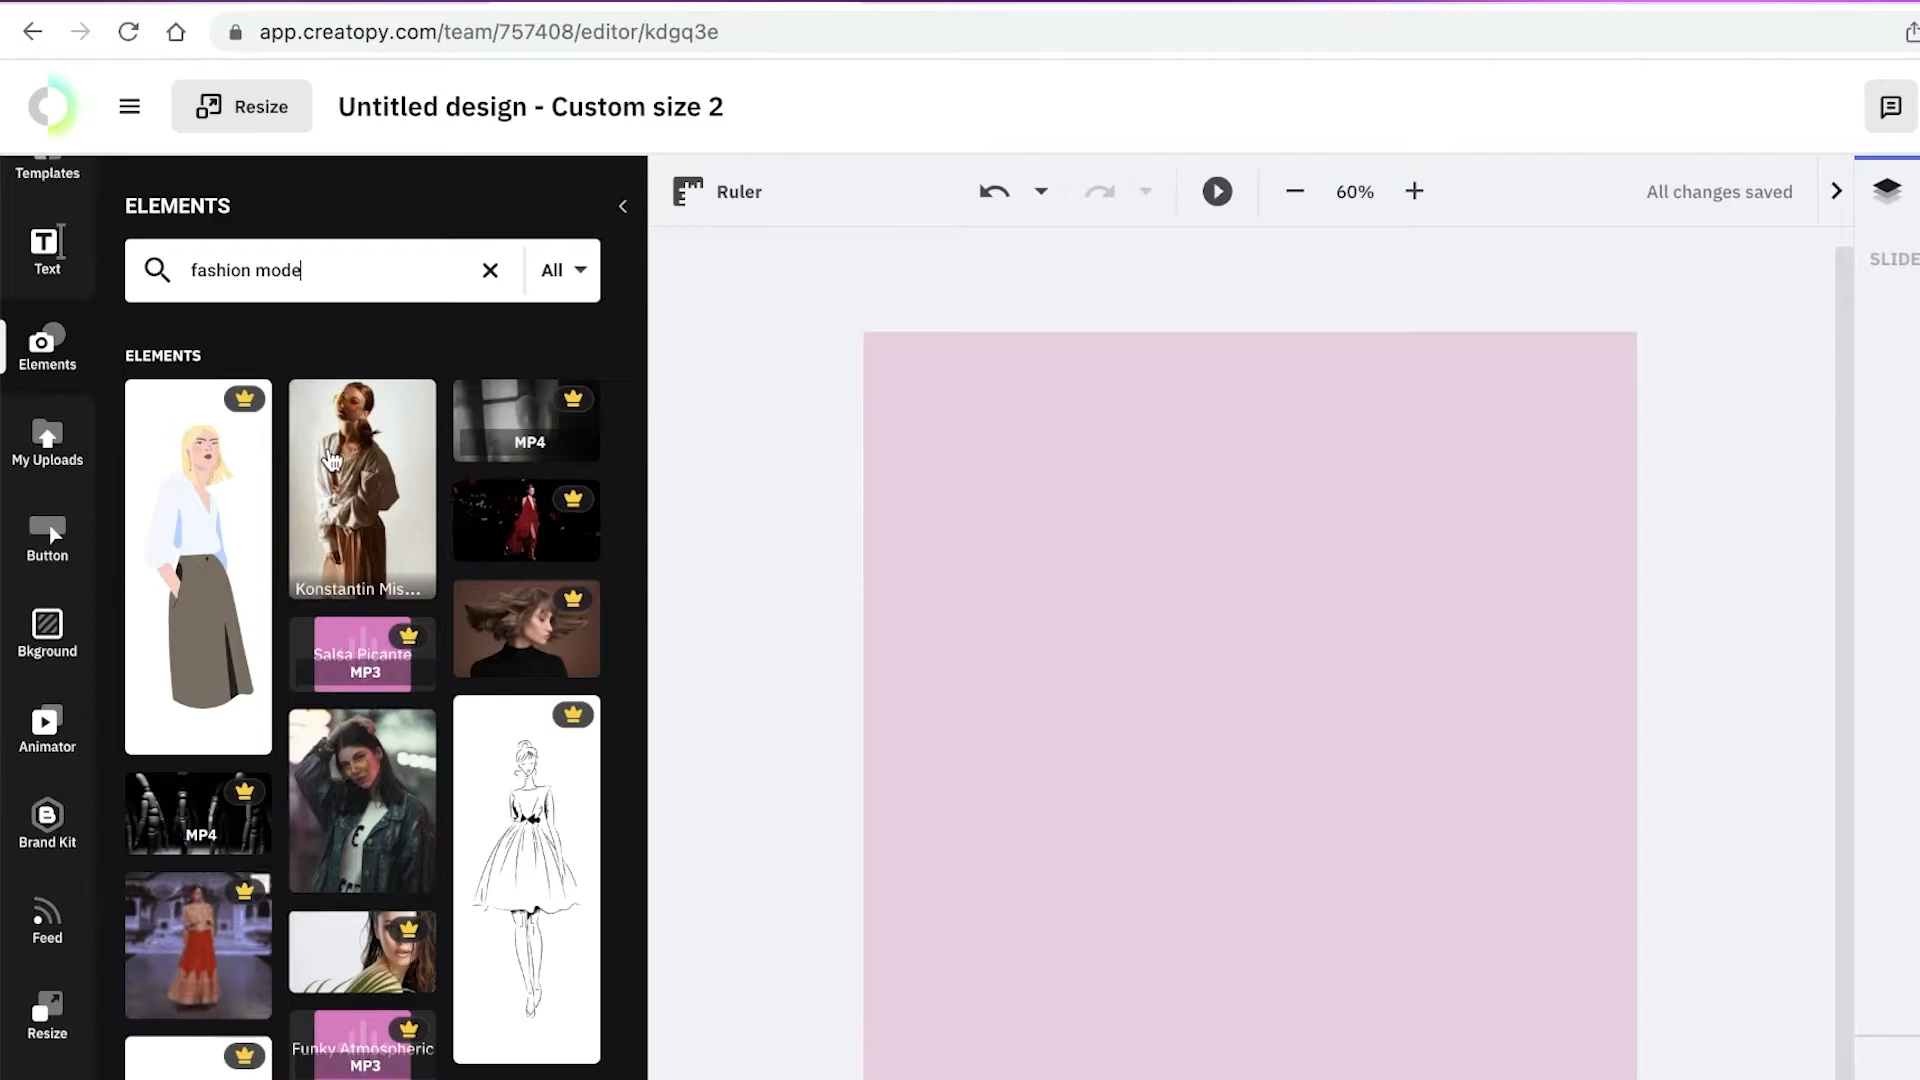 app.creatopy.com/team/757408/editor/kdgq3e
Resize
Untitled design - Custom size 2
Templates
Text
Elements
My Uploads
Button
Bkground
Animator
Brand Kit
Feed
Resize
ELEMENTS
fashion mode
All
ELEMENTS
MP4
Konstantin Mis...
Salsa Picante
MP3
MP4
Funky Atmospheric
MP3
Ruler
60%
All changes saved
SLIDE